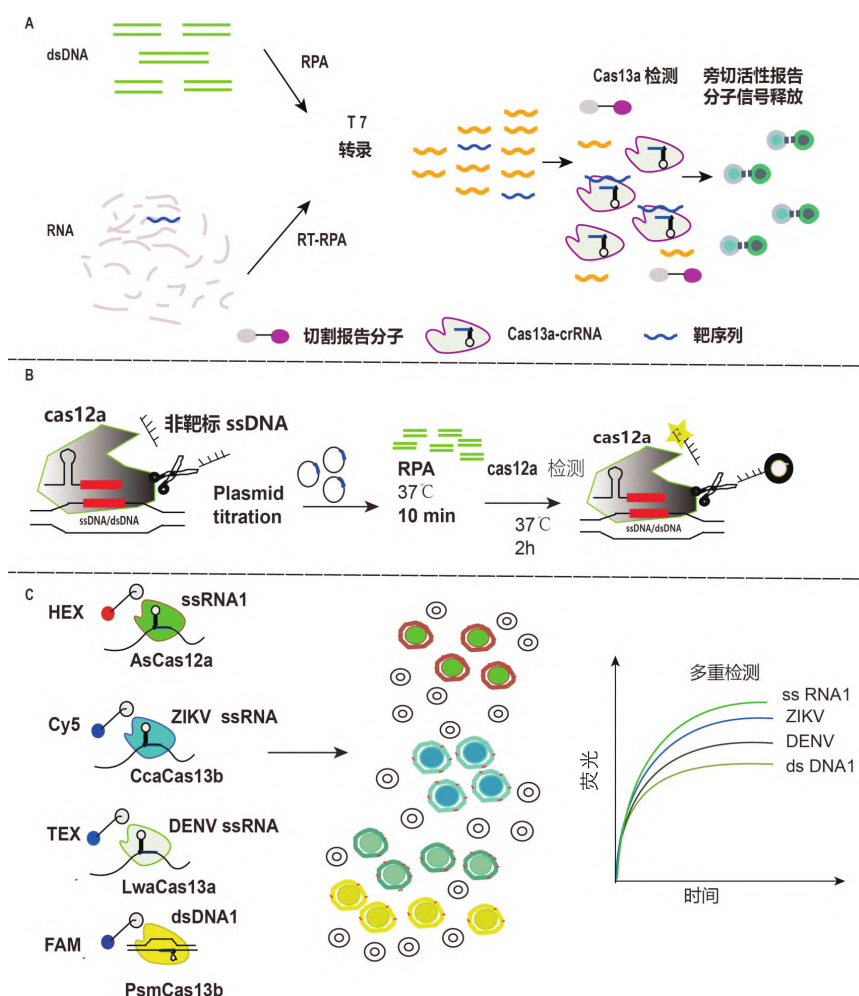 A
dsDNA
RPA
T 7
转录
RNA
RT-RPA
Cas13a 检测
旁切活性报告
分子信号释放
切割报告分子
Cas13a-crRNA
靶序列
B
cas12a
非靶标 ssDNA
ssDNA/dsDNA
Plasmid
titration
RPA
37℃
10 min
cas12a 检测
37℃
2h
cas12a
ssDNA/dsDNA
C
HEX
ssRNA1
AsCas12a
Cy5
ZIKV ssRNA
CcaCas13b
TEX
DENV ssRNA
LwaCas13a
FAM
dsDNA1
PsmCas13b
多重检测
ss RNA1
ZIKV
DENV
ds DNA1
荧光
时间